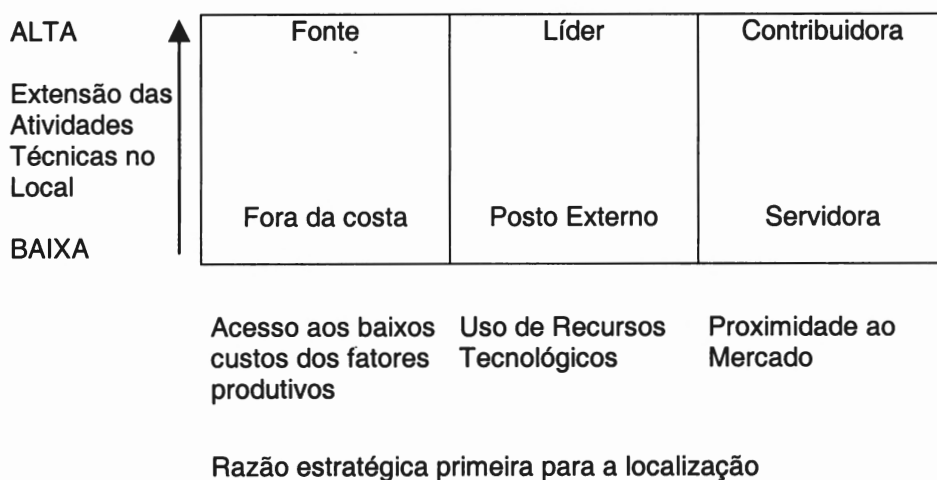 ALTA
Fonte
Líder
Contribuidora
Extensão das
Atividades
Técnicas no
Local
Fora da costa
Posto Externo
Servidora
BAIXA
Acesso aos baixos
custos dos fatores
produtivos
Uso de Recursos
Tecnológicos
Proximidade ao
Mercado
Razão estratégica primeira para a localização